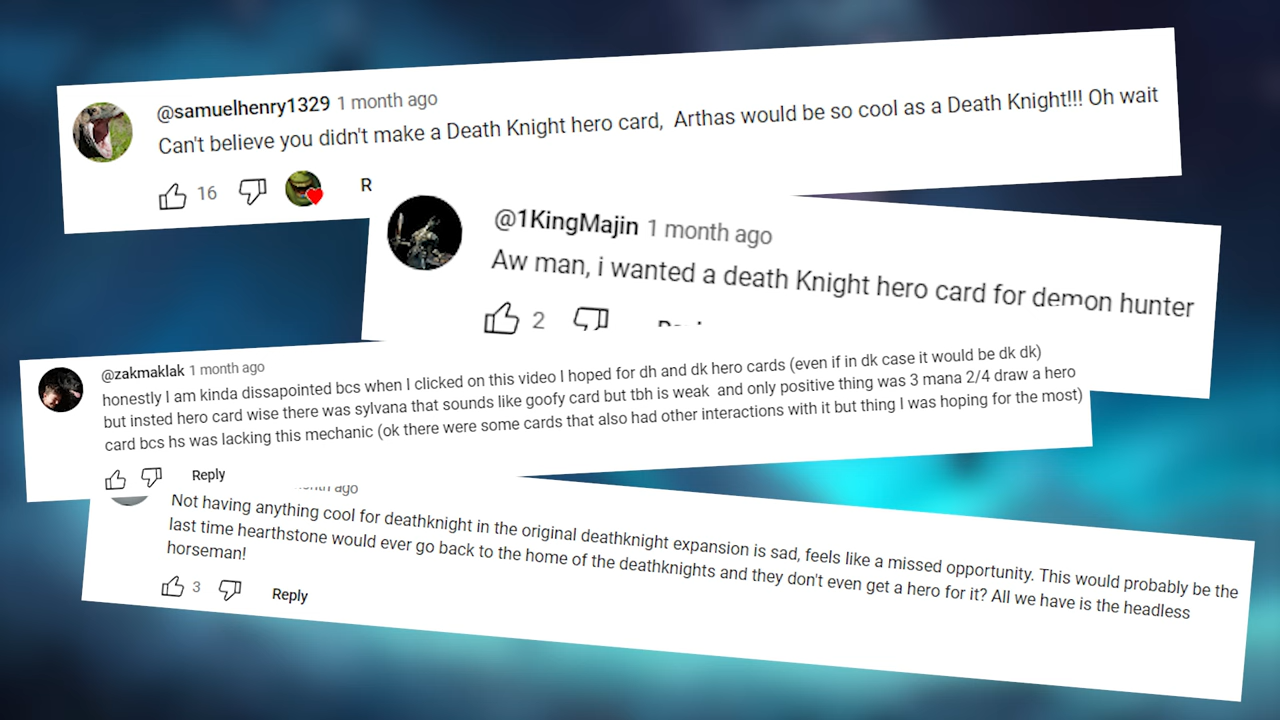 @samuelhenry1329 1 month ago
Can't believe you didn't make a Death Knight hero card, Arthas would be so cool as a Death Knight!!! Oh wait
16
R
@1KingMajin 1 month ago
Aw man, i wanted a death Knight hero card for demon hunter
2
@zakmaklak 1 month ago
honestly I am kinda dissapointed bcs when I clicked on this video I hoped for dh and dk hero cards (even if in dk case it would be dk dk)
but insted hero card wise there was sylvana that sounds like goofy card but tbh is weak and only positive thing was 3 mana 2/4 draw a hero
card bcs hs was lacking this mechanic (ok there were some cards that also had other interactions with it but thing I was hoping for the most)
Reply
ago
Not having anything cool for deathknight in the original deathknight expansion is sad, feels like a missed opportunity. This would probably be the
last time hearthstone would ever go back to the home of the deathknights and they don't even get a hero for it? All we have is the headless
horseman!
3
Reply